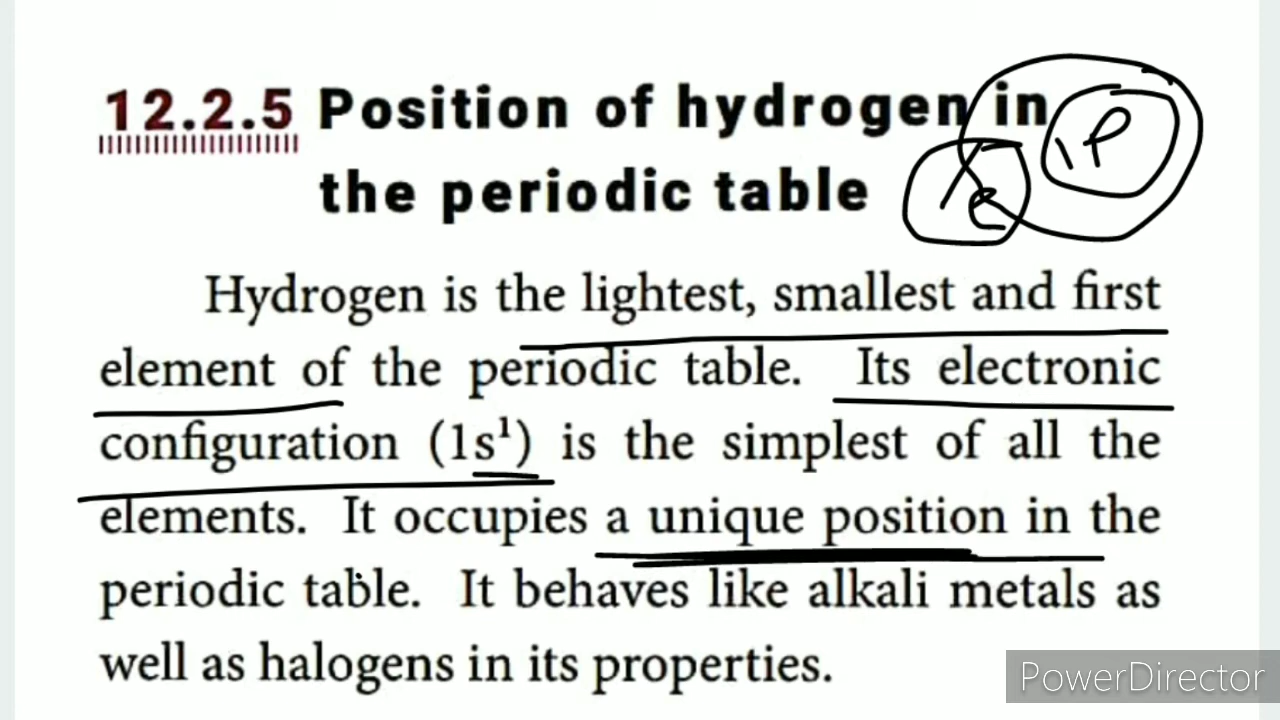 12.2.5 Position of hydrogen in
the periodic table
1P
1e
Hydrogen is the lightest, smallest and first
element of the periodic table. Its electronic
configuration (1s¹) is the simplest of all the
elements. It occupies a unique position in the
periodic table. It behaves like alkali metals as
well as halogens in its properties.
PowerDirector